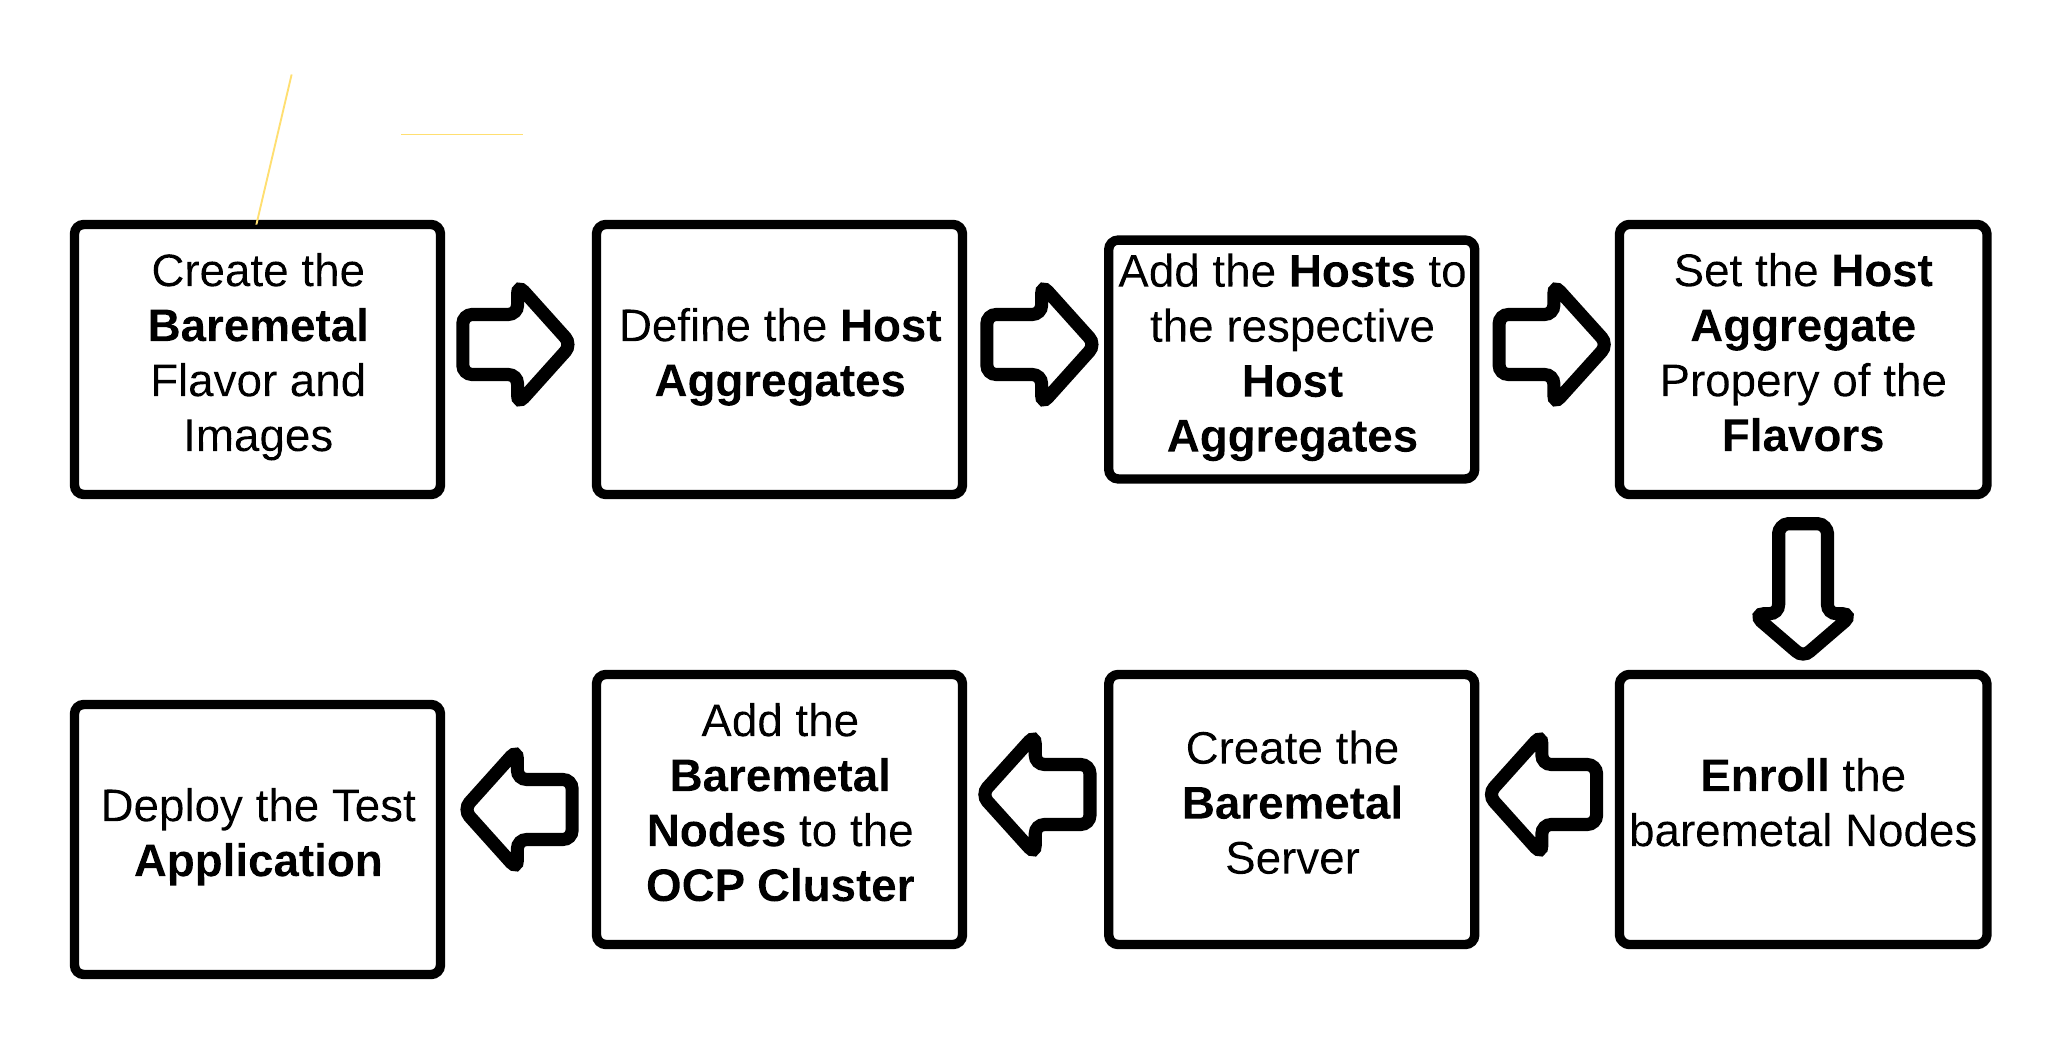 Create the
Baremetal
Flavor and
Images
Define the Host
Aggregates
Add the Hosts to
the respective
Host
Aggregates
Set the Host
Aggregate
Propery of the
Flavors
Enroll the
baremetal Nodes
Create the
Baremetal
Server
Add the
Baremetal
Nodes to the
OCP Cluster
Deploy the Test
Application